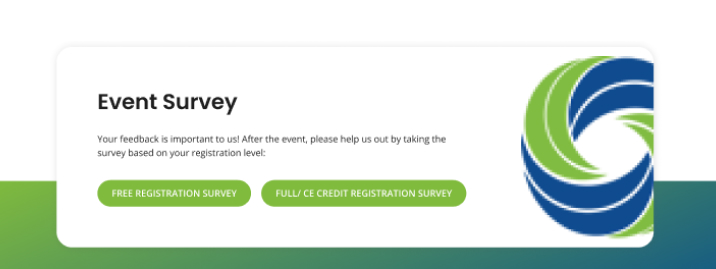 Event Survey
Your feedback is important to us! After the event, please help us out by taking the
survey based on your registration level:
FREE REGISTRATION SURVEY
FULL/ CE CREDIT REGISTRATION SURVEY